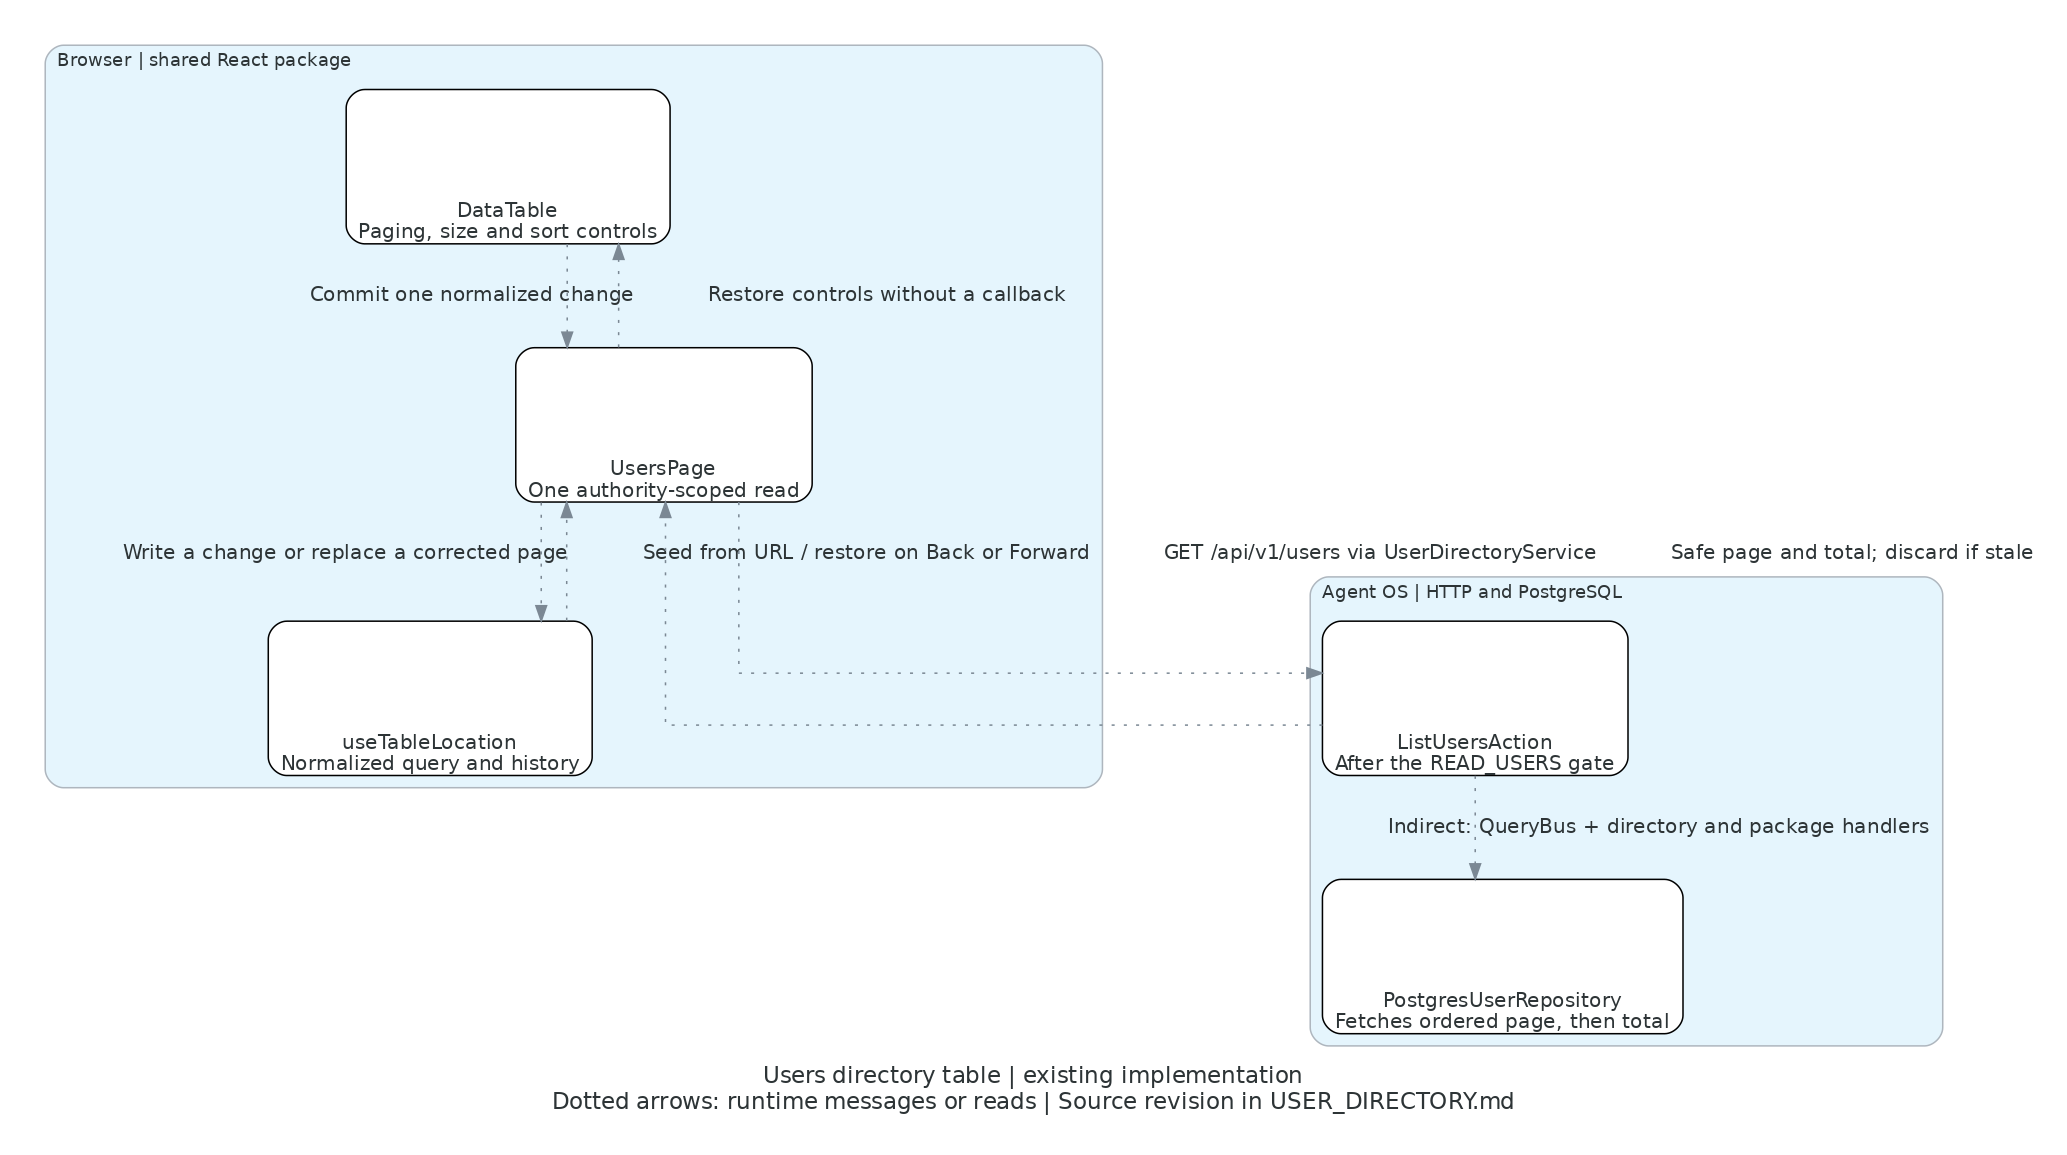 Browser | shared React package
DataTable
Paging, size and sort controls
Commit one normalized change
Restore controls without a callback
UsersPage
One authority-scoped read
Write a change or replace a corrected page
Seed from URL / restore on Back or Forward
GET /api/v1/users via UserDirectoryService
Safe page and total; discard if stale
Agent OS | HTTP and PostgreSQL
useTableLocation
Normalized query and history
ListUsersAction
After the READ_USERS gate
Indirect: QueryBus + directory and package handlers
PostgresUserRepository
Fetches ordered page, then total
Users directory table | existing implementation
Dotted arrows: runtime messages or reads | Source revision in USER_DIRECTORY.md